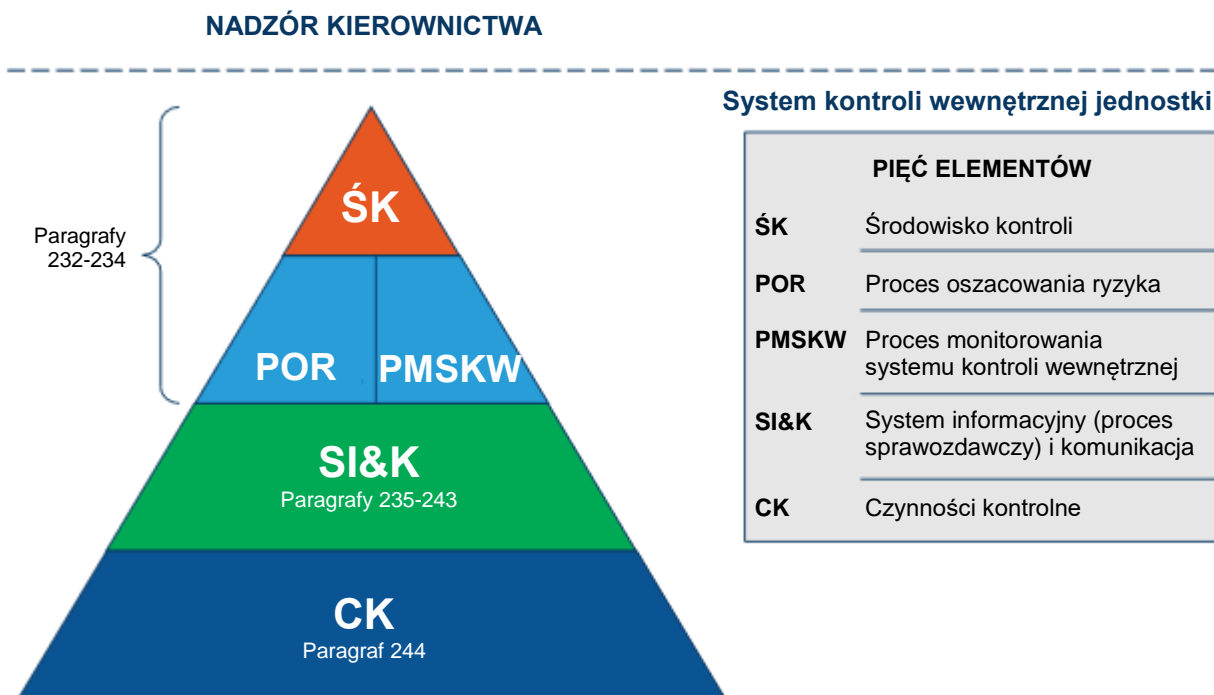 NADZÓR KIEROWNICTWA
System kontroli wewnętrznej jednostki
Paragrafy
232-234
ŚK
POR
PMSKW
SI&K
Paragrafy 235-243
CK
Paragraf 244
PIĘĆ ELEMENTÓW
ŚK Środowisko kontroli
POR Proces oszacowania ryzyka
PMSKW Proces monitorowania
systemu kontroli wewnętrznej
SI&K System informacyjny (proces
sprawozdawczy) i komunikacja
CK Czynności kontrolne